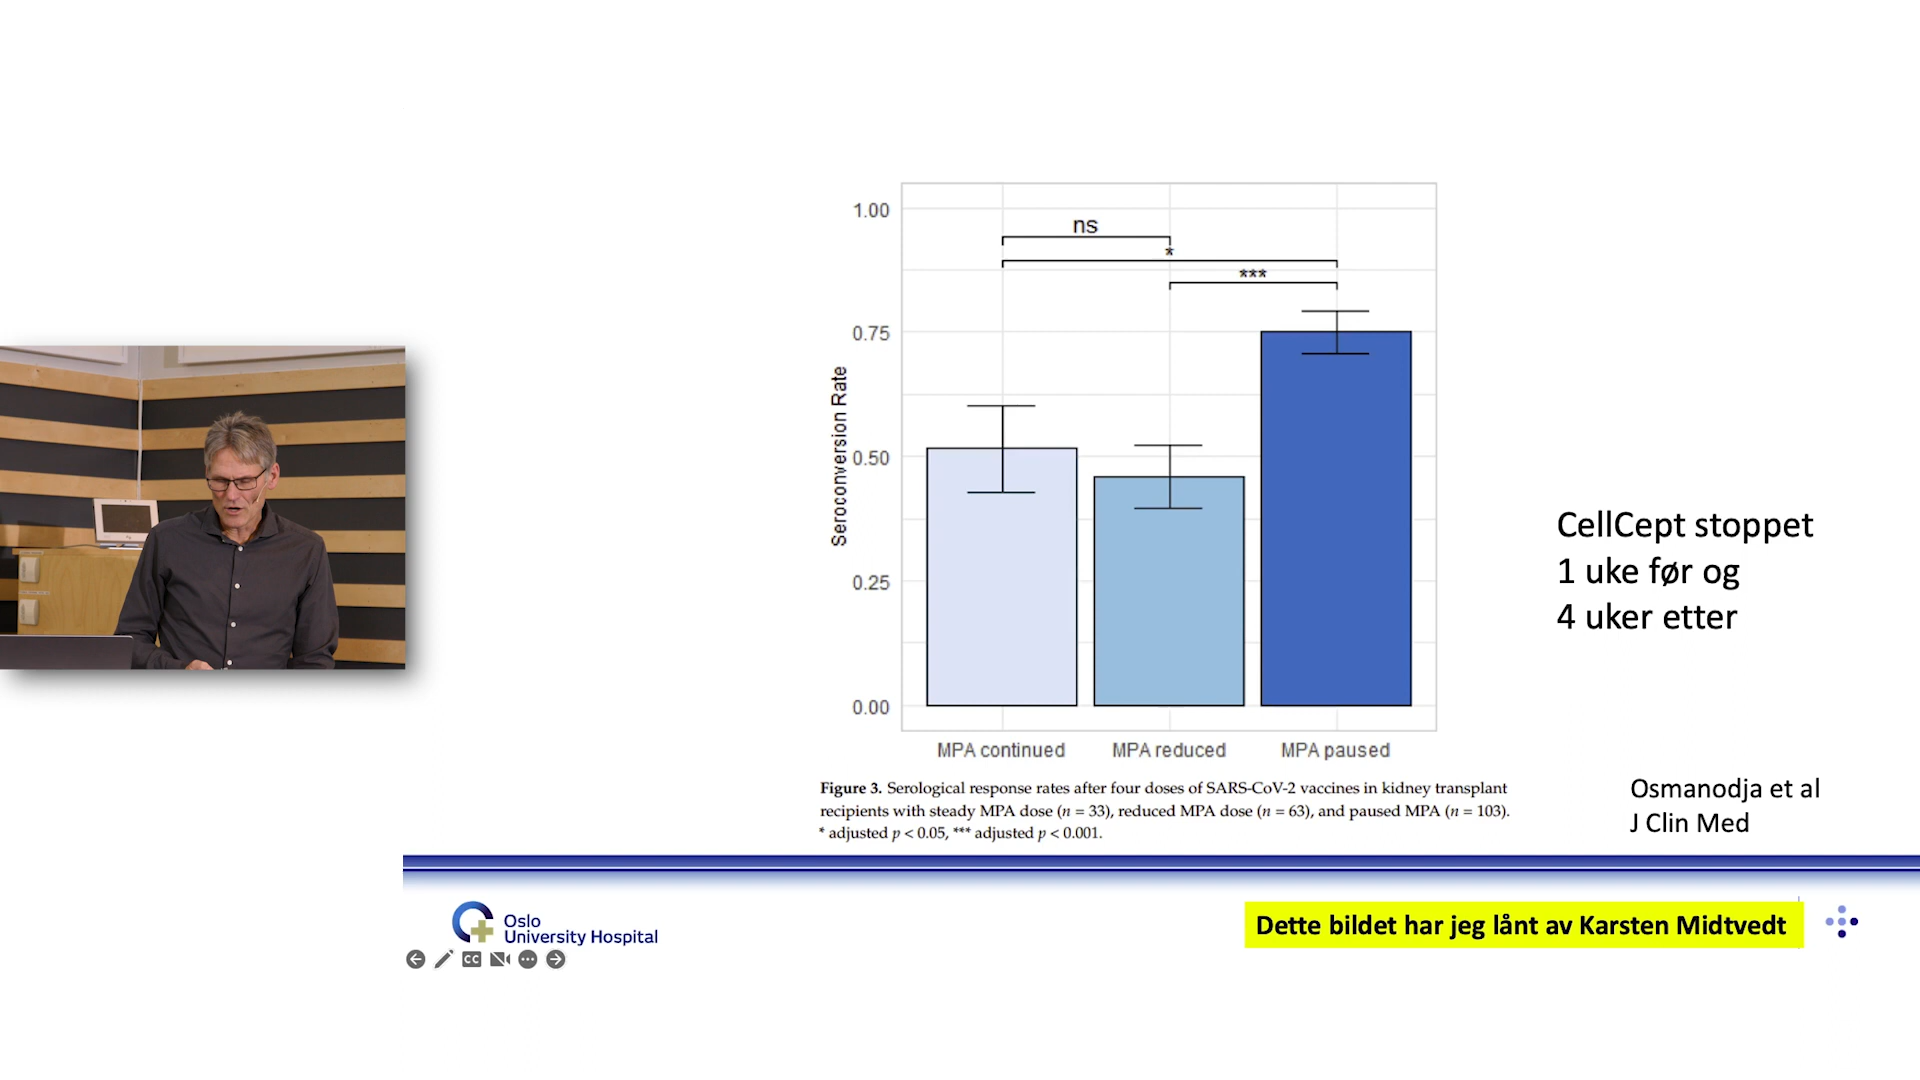 1.00
0.75
0.50
0.25
0.00
Seroconversion Rate
ns
*
***
MPA continued
MPA reduced
MPA paused
Figure 3. Serological response rates after four doses of SARS-CoV-2 vaccines in kidney transplant
recipients with steady MPA dose (n = 33), reduced MPA dose (n = 63), and paused MPA (n = 103).
* adjusted p < 0.05, *** adjusted p < 0.001.
CellCept stoppet
1 uke før og
4 uker etter
Osmanodja et al
J Clin Med
Oslo
University Hospital
CC
Dette bildet har jeg lånt av Karsten Midtvedt